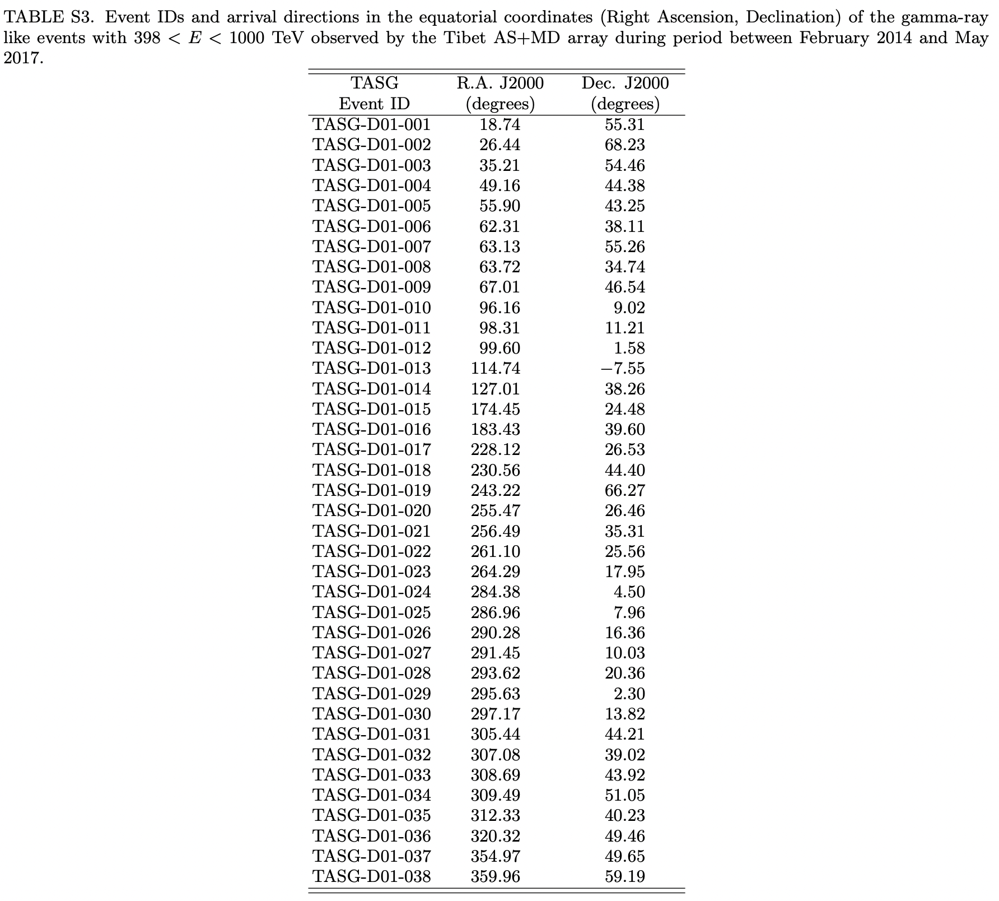 TABLE S3. Event IDs and arrival directions in the equatorial coordinates (Right Ascension, Declination) of the gamma-ray
like events with 398 < E < 1000 TeV observed by the Tibet AS+MD array during period between February 2014 and May
2017.
TASG R.A. J2000 Dec. J2000
Event ID (degrees) (degrees)
TASG-D01-001 18.74 55.31
TASG-D01-002 26.44 68.23
TASG-D01-003 35.21 54.46
TASG-D01-004 49.16 44.38
TASG-D01-005 55.90 43.25
TASG-D01-006 62.31 38.11
TASG-D01-007 63.13 55.26
TASG-D01-008 63.72 34.74
TASG-D01-009 67.01 46.54
TASG-D01-010 96.16 9.02
TASG-D01-011 98.31 11.21
TASG-D01-012 99.60 1.58
TASG-D01-013 114.74 −7.55
TASG-D01-014 127.01 38.26
TASG-D01-015 174.45 24.48
TASG-D01-016 183.43 39.60
TASG-D01-017 228.12 26.53
TASG-D01-018 230.56 44.40
TASG-D01-019 243.22 66.27
TASG-D01-020 255.47 26.46
TASG-D01-021 256.49 35.31
TASG-D01-022 261.10 25.56
TASG-D01-023 264.29 17.95
TASG-D01-024 284.38 4.50
TASG-D01-025 286.96 7.96
TASG-D01-026 290.28 16.36
TASG-D01-027 291.45 10.03
TASG-D01-028 293.62 20.36
TASG-D01-029 295.63 2.30
TASG-D01-030 297.17 13.82
TASG-D01-031 305.44 44.21
TASG-D01-032 307.08 39.02
TASG-D01-033 308.69 43.92
TASG-D01-034 309.49 51.05
TASG-D01-035 312.33 40.23
TASG-D01-036 320.32 49.46
TASG-D01-037 354.97 49.65
TASG-D01-038 359.96 59.19